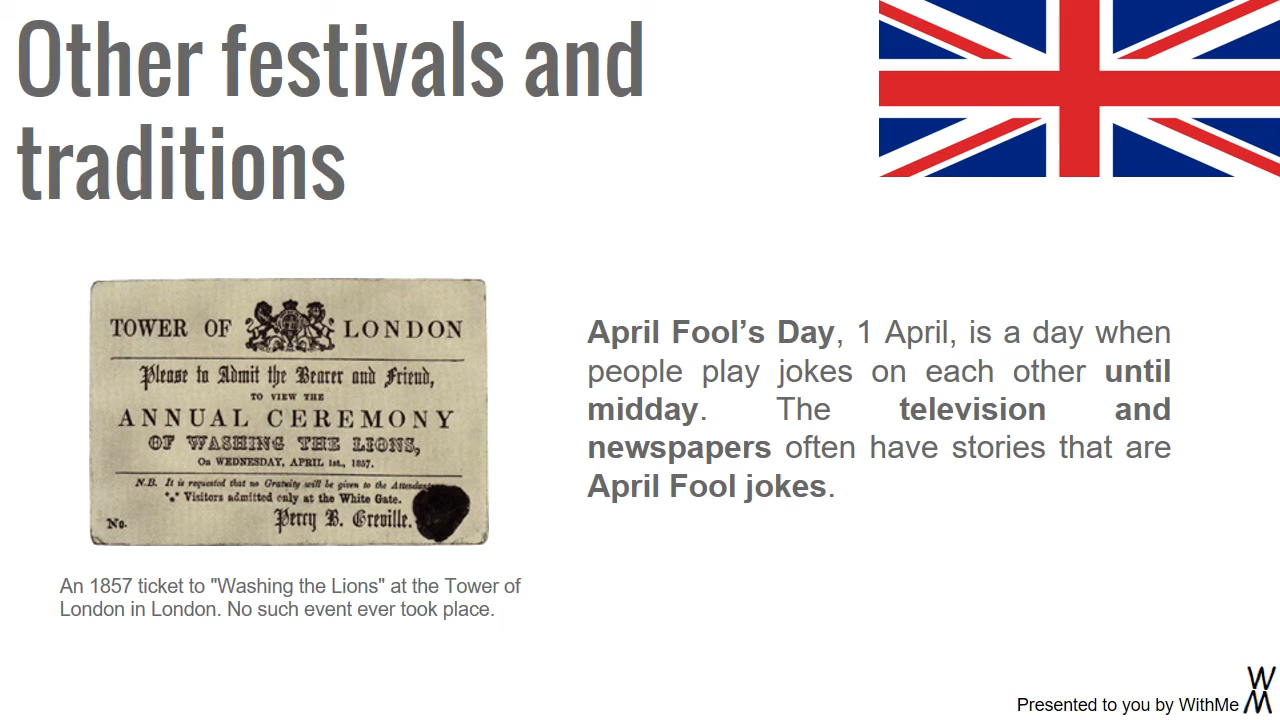 Other festivals and
traditions
TOWER OF LONDON
Please to Admit the Bearer and Friend,
TO VIEW THE
ANNUAL CEREMONY
OF WASHING THE LIONS,
On WEDNESDAY, APRIL 1st., 1857.
N.B. It is requested that no Gratuity will be given to the Attendants.
*⁎* Visitors admitted only at the White Gate.
No.
Percy B. Greville.
An 1857 ticket to "Washing the Lions" at the Tower of
London in London. No such event ever took place.
April Fool’s Day, 1 April, is a day when
people play jokes on each other until
midday. The television and
newspapers often have stories that are
April Fool jokes.
Presented to you by WithMe
W
M